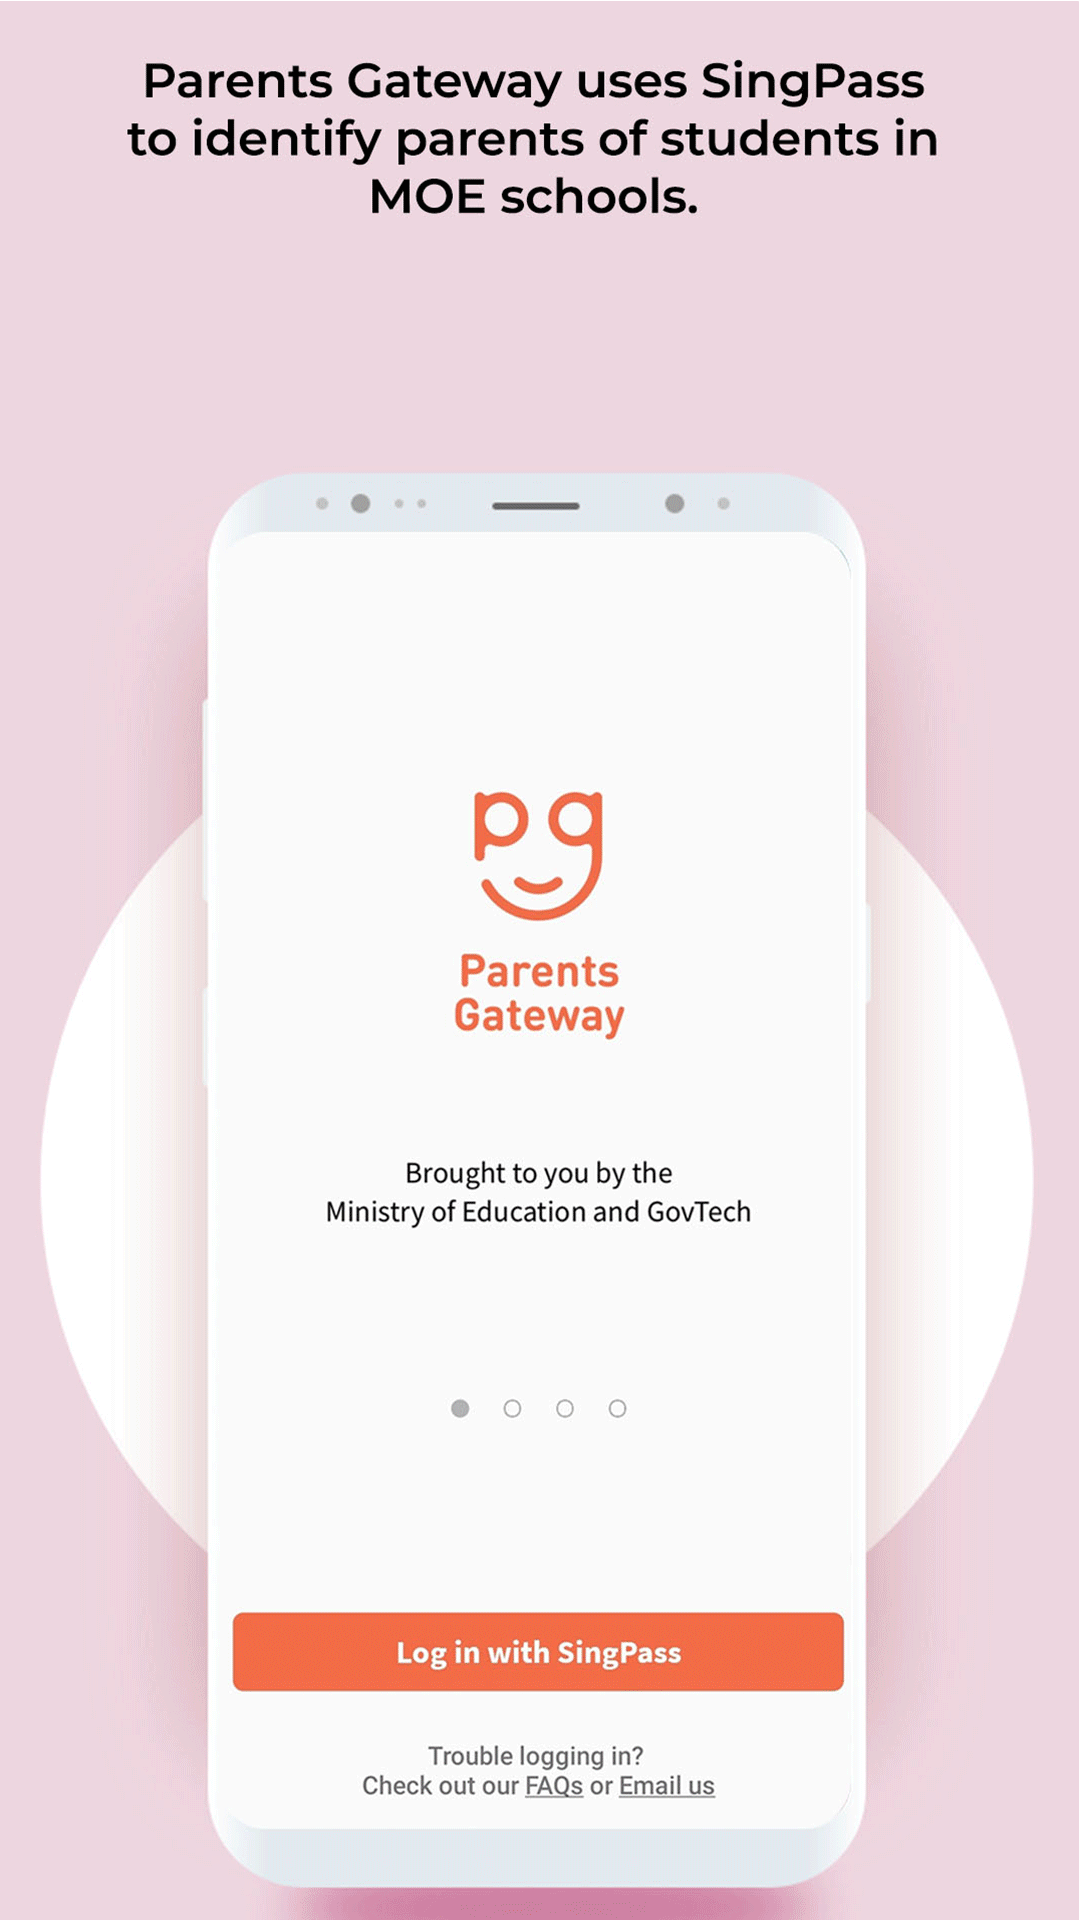 Parents Gateway uses SingPass
to identify parents of students in
MOE schools.
pg
Parents
Gateway
Brought to you by the
Ministry of Education and GovTech
Log in with SingPass
Trouble logging in?
Check out our FAQs or Email us